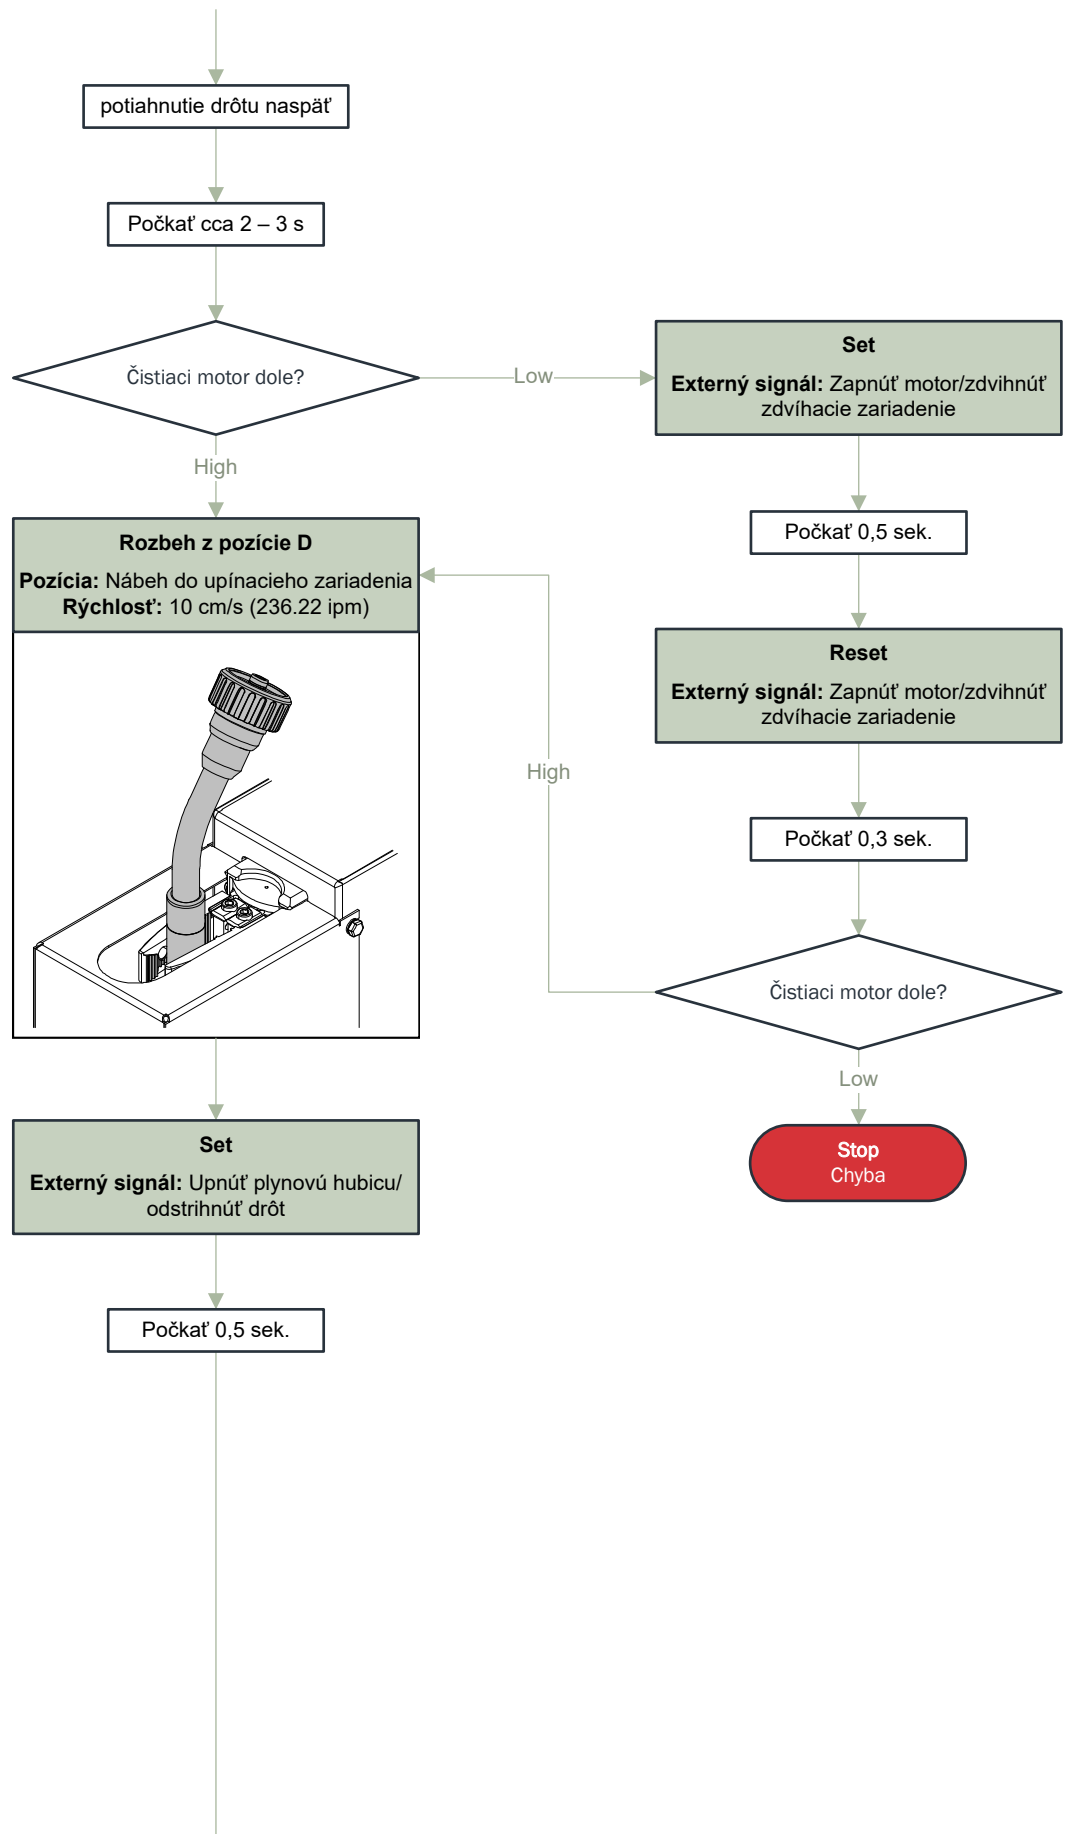 potiahnutie drôtu naspäť
Počkať cca 2 – 3 s
Čistiaci motor dole?
Low
High
Set
Externý signál: Zapnúť motor/zdvihnúť
zdvíhacie zariadenie
Počkať 0,5 sek.
Reset
Externý signál: Zapnúť motor/zdvihnúť
zdvíhacie zariadenie
Počkať 0,3 sek.
Čistiaci motor dole?
High
Low
Stop
Chyba
Rozbeh z pozície D
Pozícia: Nábeh do upínacieho zariadenia
Rýchlosť: 10 cm/s (236.22 ipm)
Set
Externý signál: Upnúť plynovú hubicu/
odstrihnúť drôt
Počkať 0,5 sek.